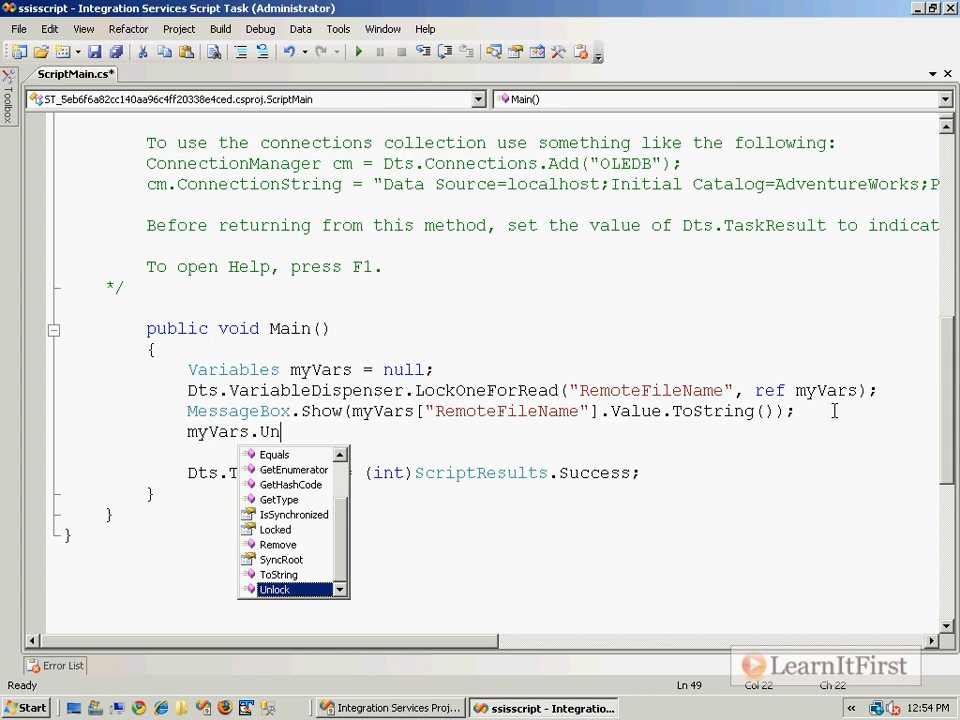 ssisscript - Integration Services Script Task (Administrator)
File Edit View Refactor Project Build Debug Data Tools Window Help
ScriptMain.cs*
Toolbox
ST_5eb6f6a82cc140aa96c4ff20338e4ced.csproj.ScriptMain
Main()
To use the connections collection use something like the following:
ConnectionManager cm = Dts.Connections.Add("OLEDB");
cm.ConnectionString = "Data Source=localhost;Initial Catalog=AdventureWorks;P
Before returning from this method, set the value of Dts.TaskResult to indicat
To open Help, press F1.
*/
public void Main()
{
Variables myVars = null;
Dts.VariableDispenser.LockOneForRead("RemoteFileName", ref myVars);
MessageBox.Show(myVars["RemoteFileName"].Value.ToString());
myVars.Un
Equals
GetEnumerator
GetHashCode
Dts.T = (int)ScriptResults.Success;
GetType
IsSynchronized
Locked
Remove
SyncRoot
ToString
Unlock
}
}
}
Error List
LearnItFirst
Ready Ln 49 Col 22 Ch 22
Start Integration Services Proj... ssisscript - Integratio... « 12:54 PM